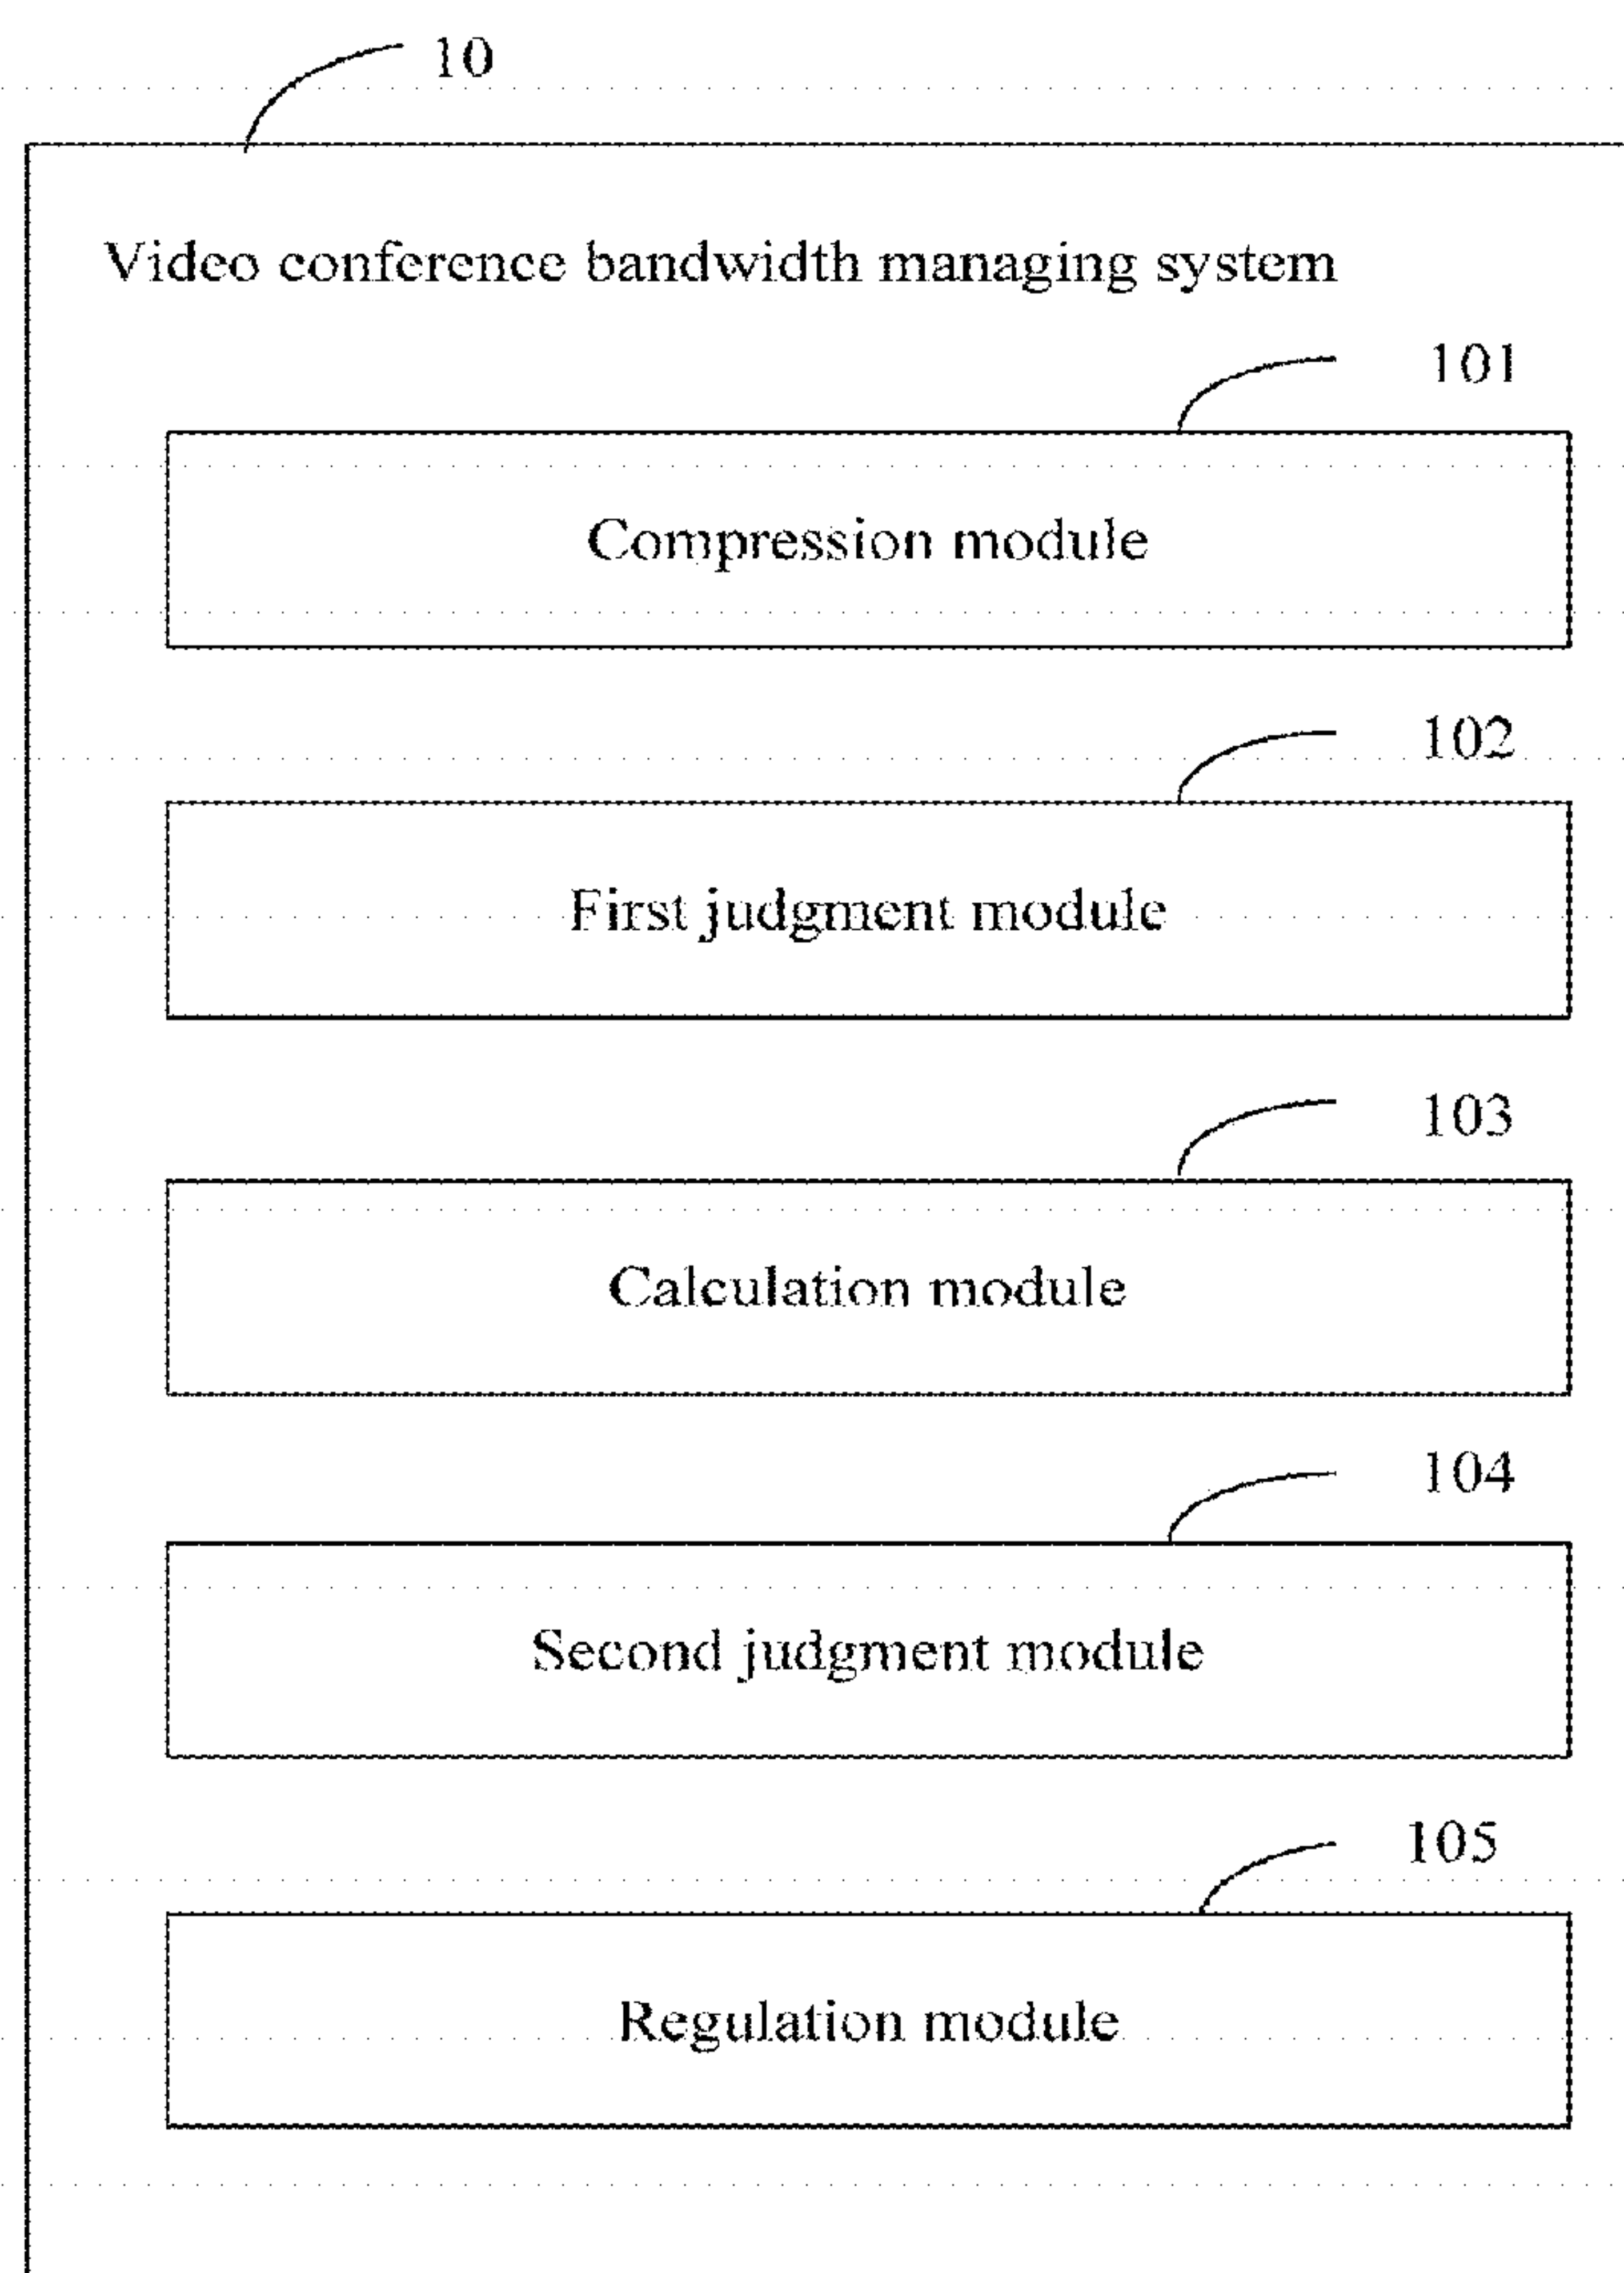 10
Video conference bandwidth managing system
101
Compression module
102
First judgment module
103
Calculation module
104
Second judgment module
105
Regulation module